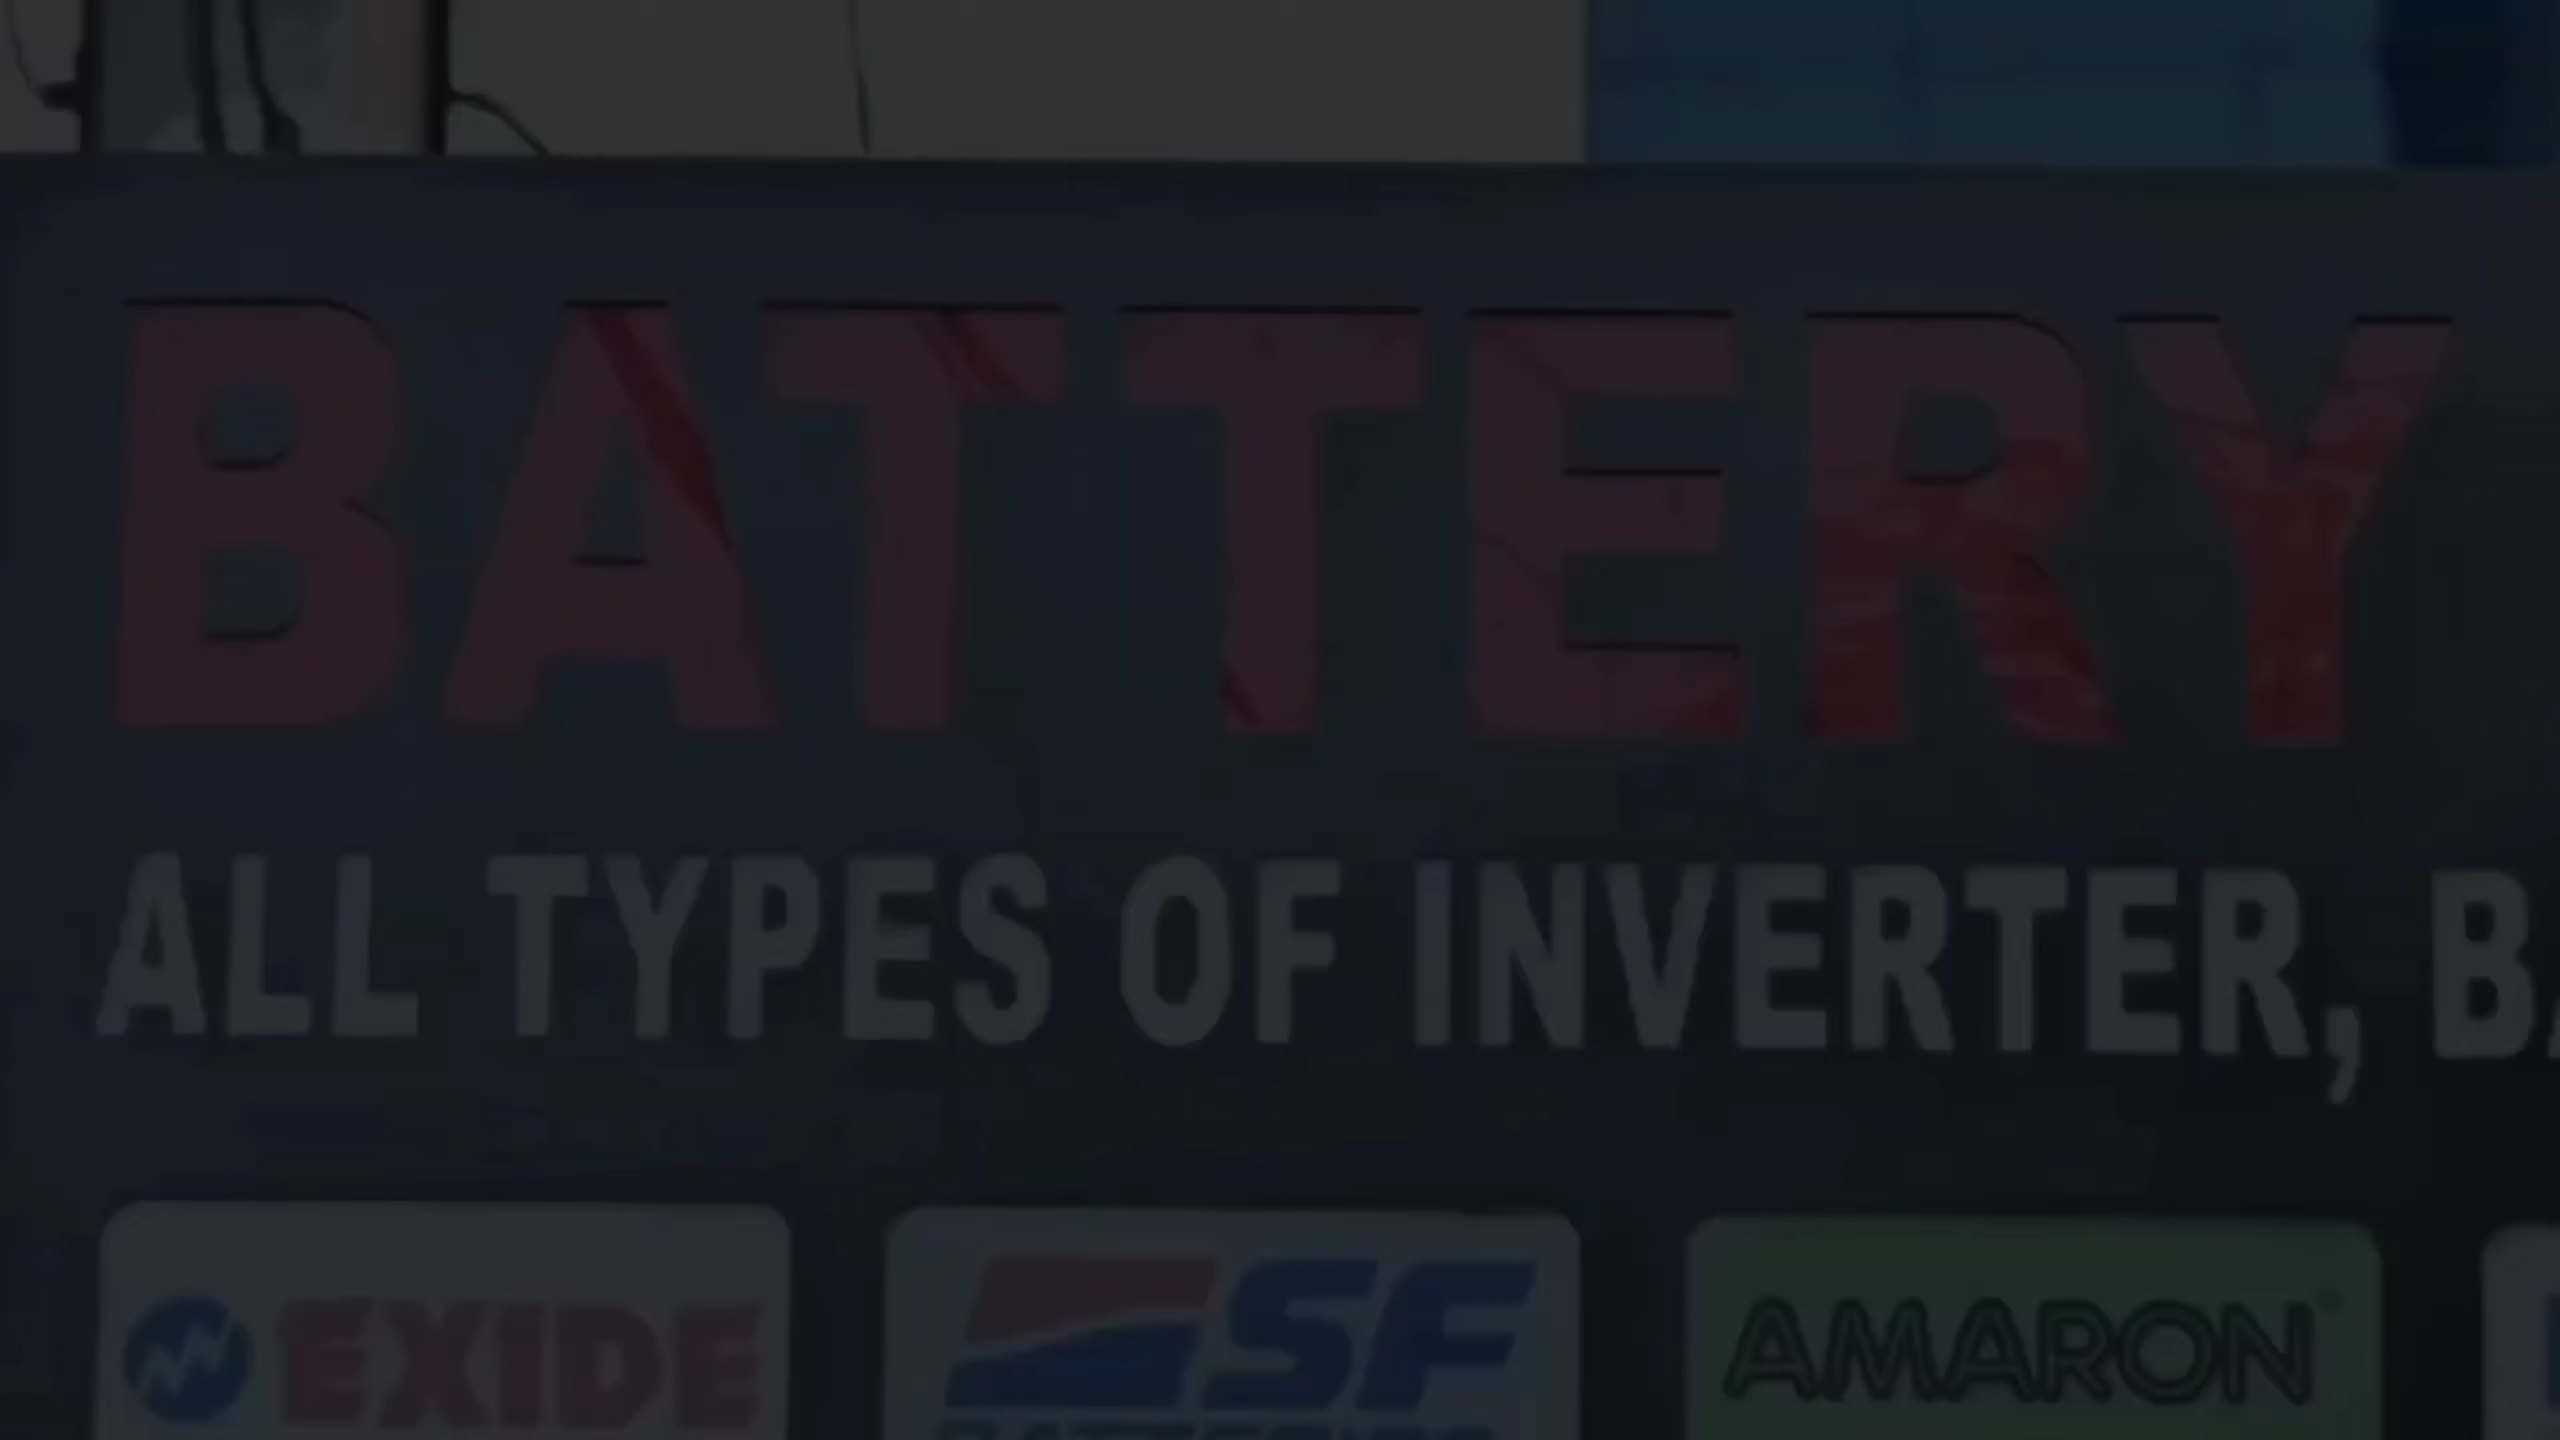 BATTERY
ALL TYPES OF INVERTER,
EXIDE
SF
AMARON